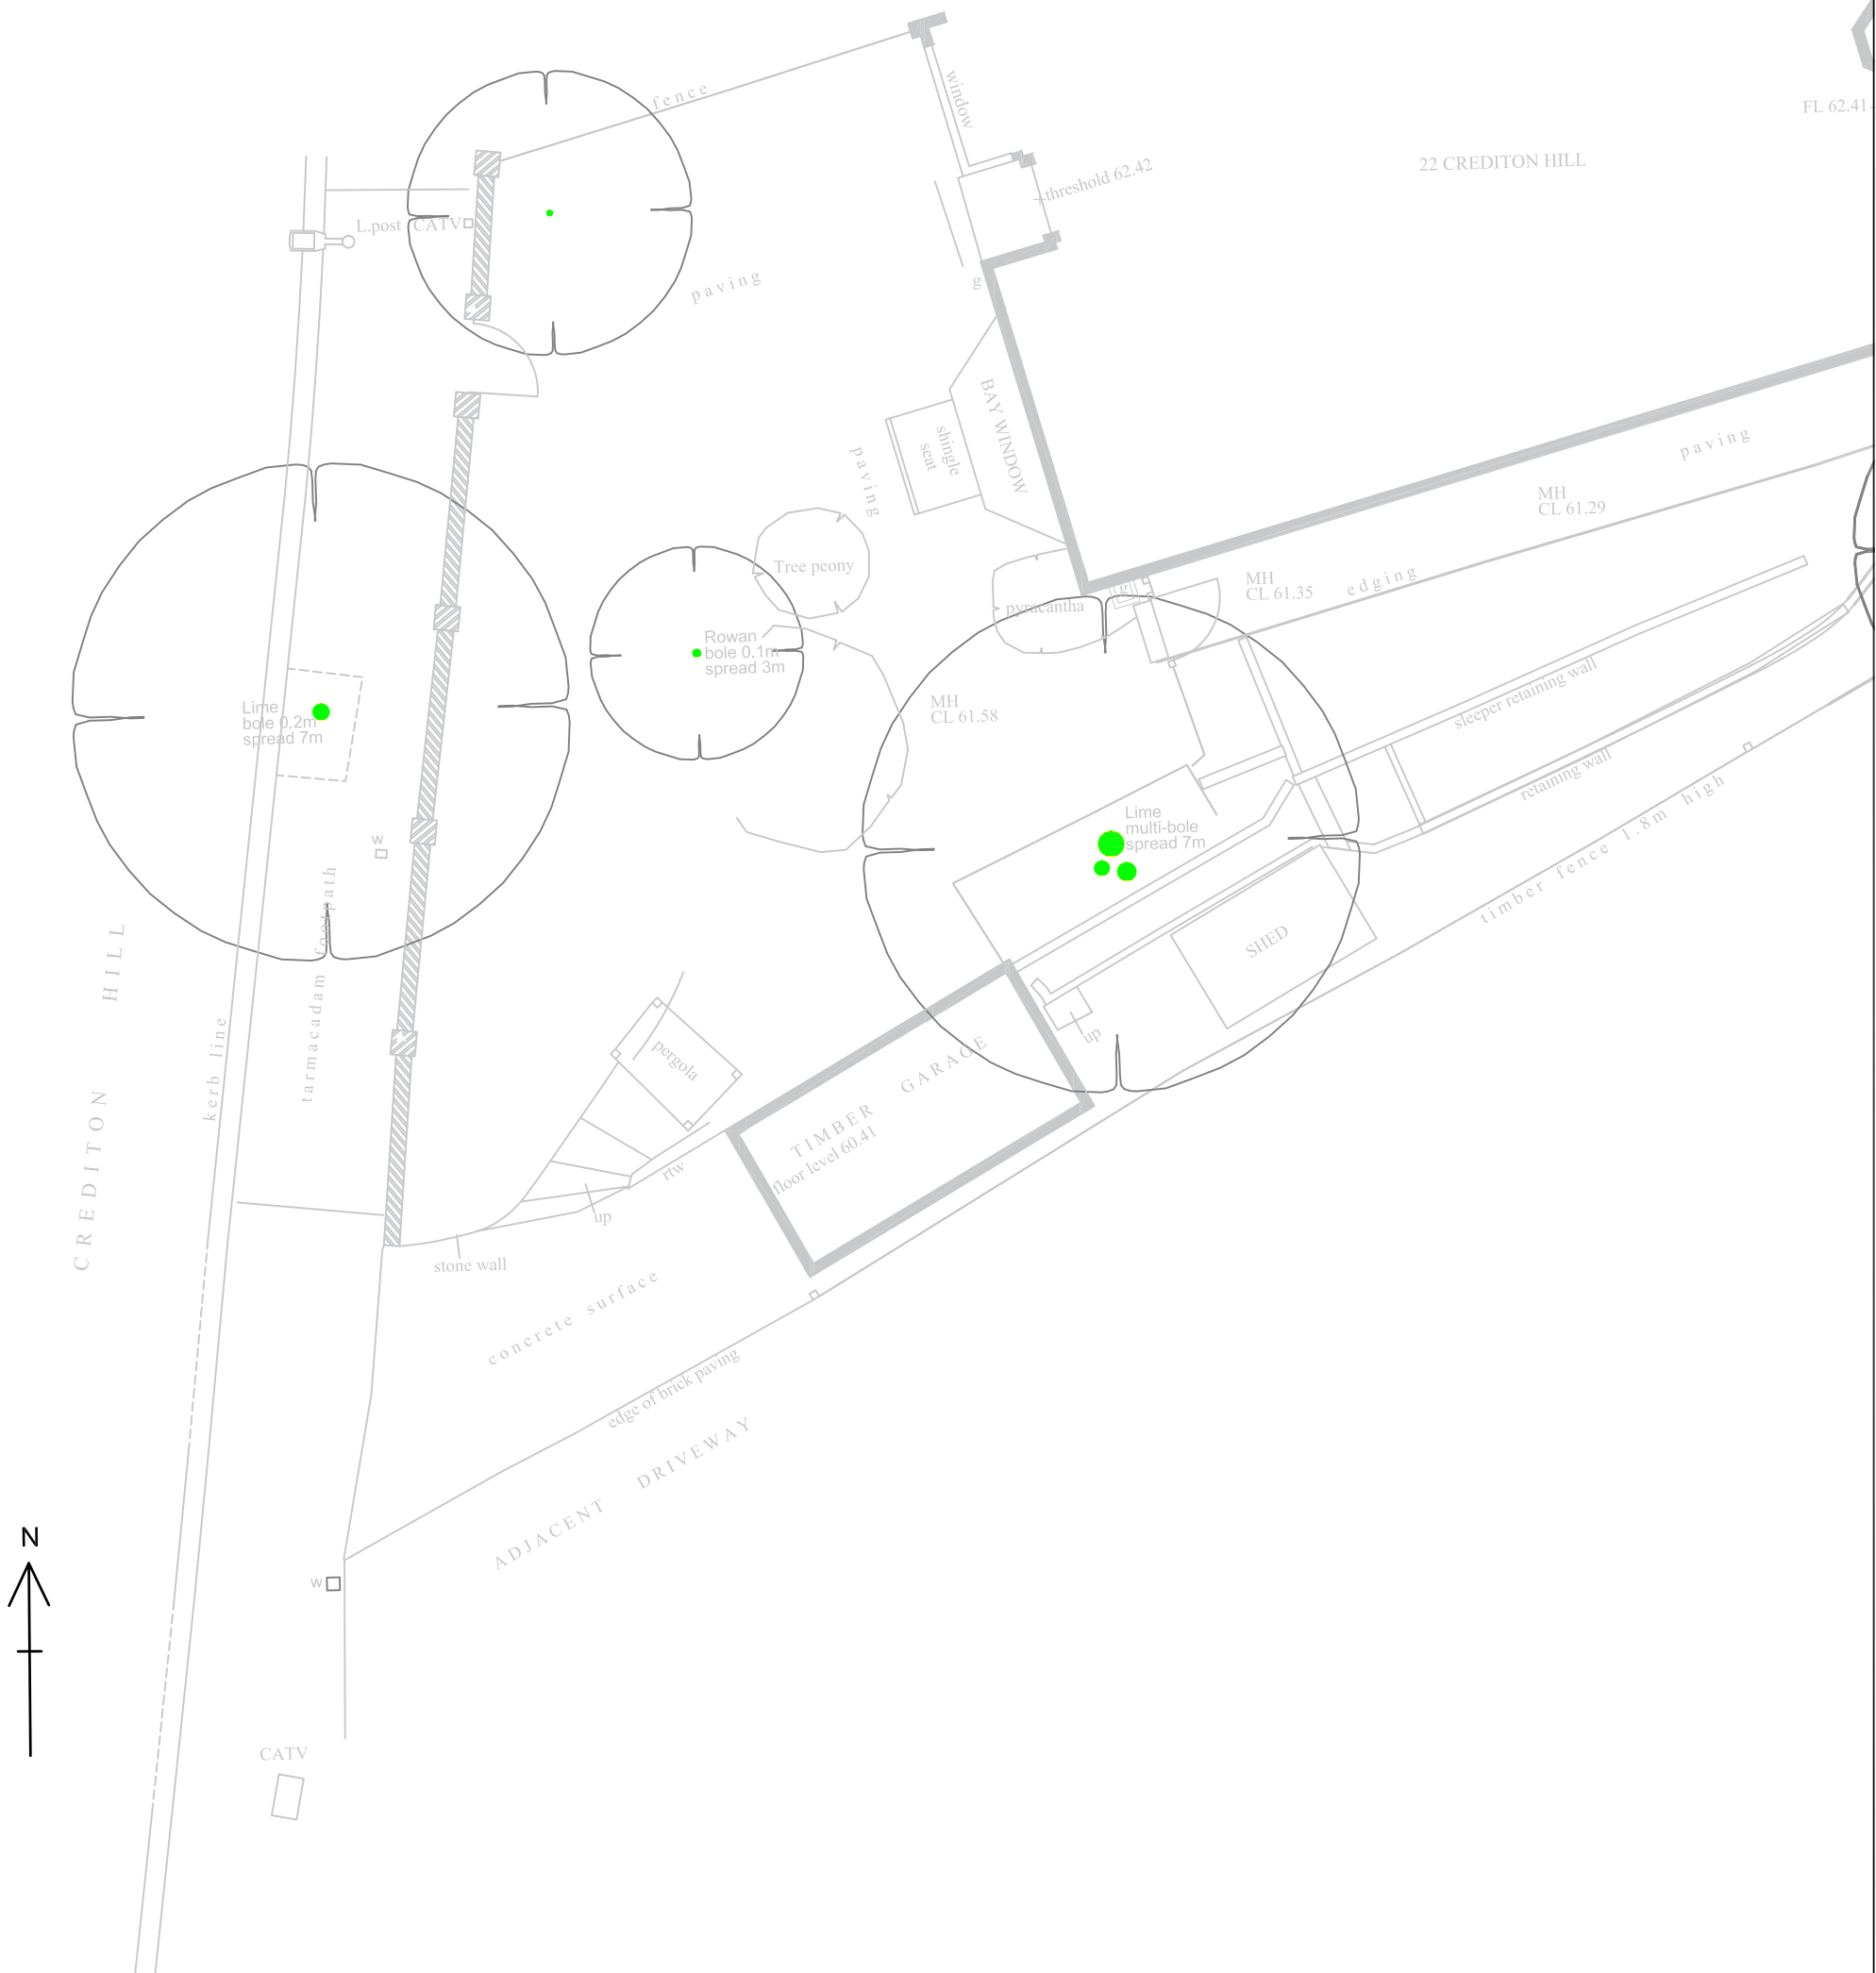 window
fence
FL 62.41
22 CREDITON HILL
threshold 62.42
L.post
CATV
g
paving
BAY WINDOW
shingle
seat
paving
paving
MH
CL 61.29
Tree peony
pyracantha
g
MH
CL 61.35
edging
Rowan
bole 0.1m
spread 3m
Lime
bole 0.2m
spread 7m
MH
CL 61.58
sleeper retaining wall
retaining wall
timber fence 1.8m high
Lime
multi-bole
spread 7m
W
SHED
tarmacadam footpath
kerb line
CREDITON HILL
pergola
up
TIMBER GARAGE
floor level 60.41
rtw
up
stone wall
concrete surface
edge of brick paving
ADJACENT DRIVEWAY
N
W
CATV